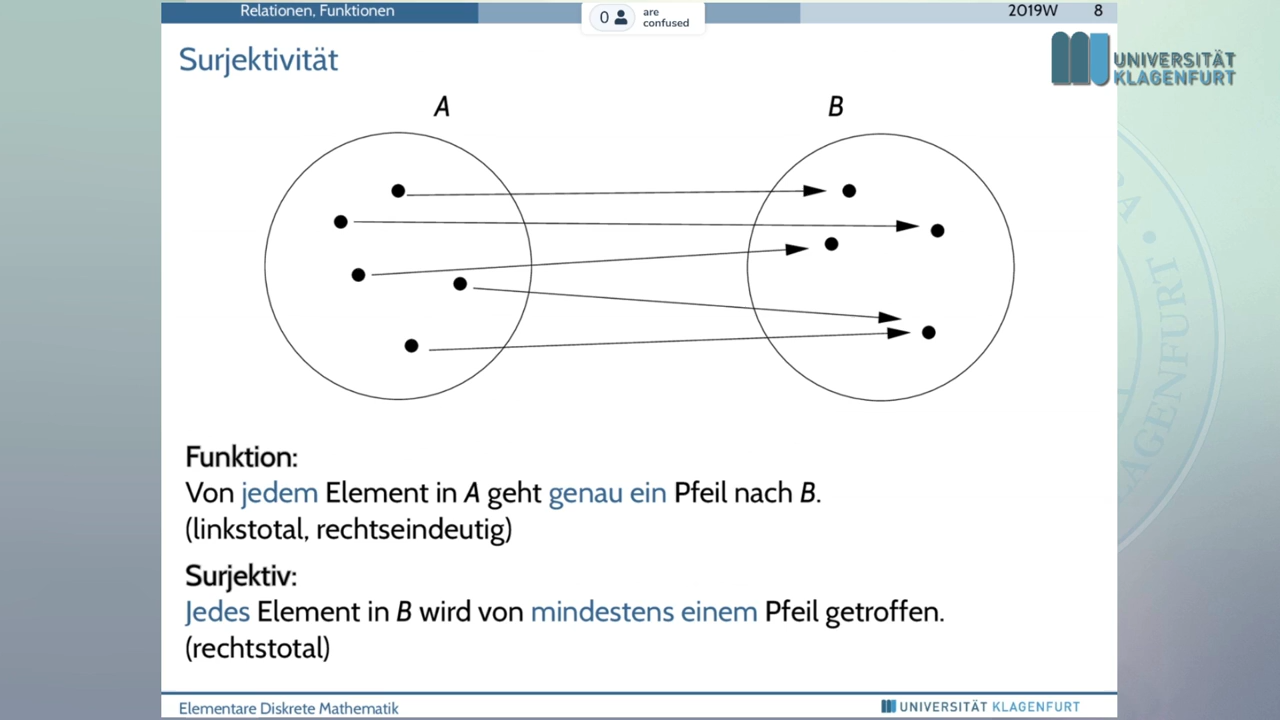 Relationen, Funktionen
0 are confused
2019W 8
Surjektivität
UNIVERSITÄT
KLAGENFURT
A B
Funktion:
Von jedem Element in A geht genau ein Pfeil nach B.
(linkstotal, rechtseindeutig)
Surjektiv:
Jedes Element in B wird von mindestens einem Pfeil getroffen.
(rechtstotal)
Elementare Diskrete Mathematik
UNIVERSITÄT KLAGENFURT